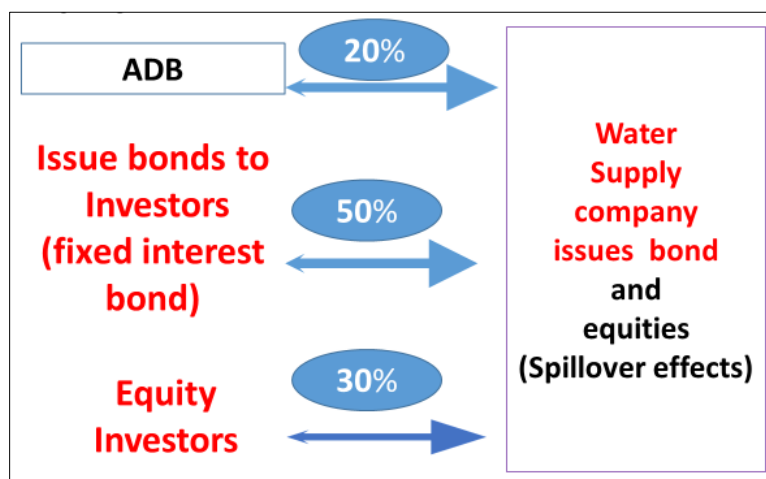 ADB
20%
Issue bonds to
Investors
(fixed interest
bond)
50%
Equity
Investors
30%
Water
Supply
company
issues bond
and
equities
(Spillover effects)